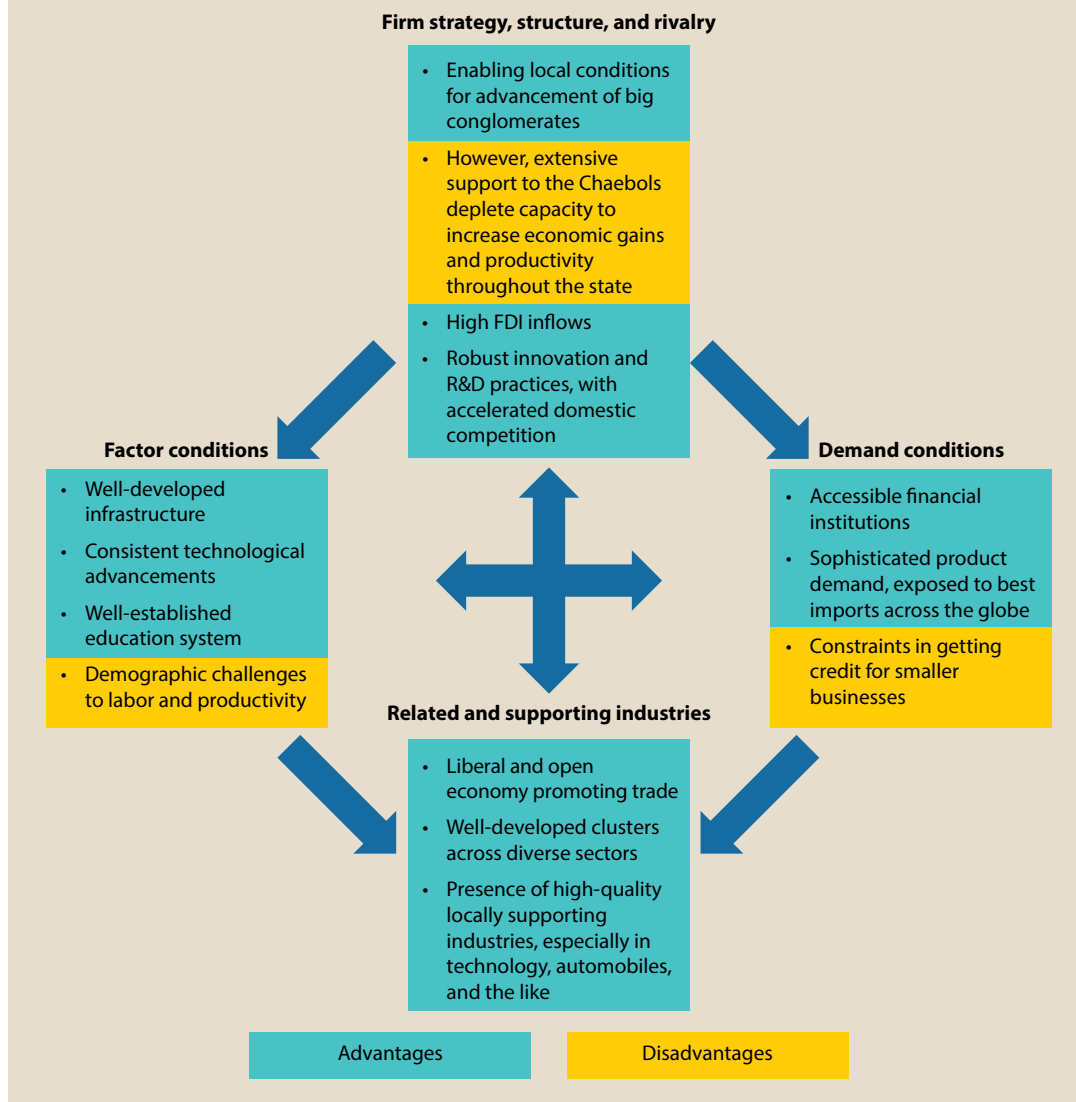 Firm strategy, structure, and rivalry
• Enabling local conditions
for advancement of big
conglomerates
• However, extensive
support to the Chaebols
deplete capacity to
increase economic gains
and productivity
throughout the state
• High FDI inflows
• Robust innovation and
R&D practices, with
accelerated domestic
competition
Factor conditions
• Well-developed
infrastructure
• Consistent technological
advancements
• Well-established
education system
• Demographic challenges
to labor and productivity
Demand conditions
• Accessible financial
institutions
• Sophisticated product
demand, exposed to best
imports across the globe
• Constraints in getting
credit for smaller
businesses
Related and supporting industries
• Liberal and open
economy promoting trade
• Well-developed clusters
across diverse sectors
• Presence of high-quality
locally supporting
industries, especially in
technology, automobiles,
and the like
Advantages
Disadvantages